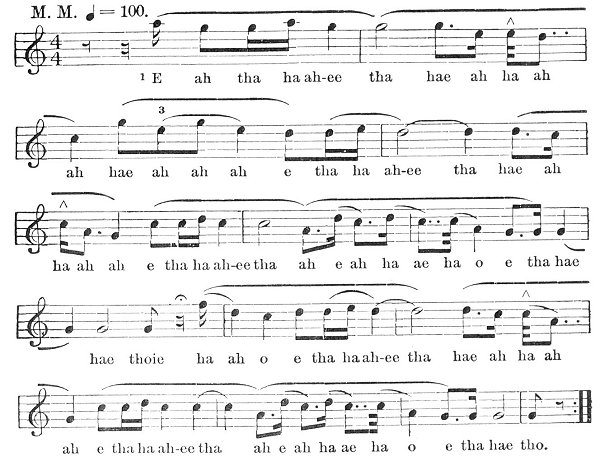 M. M. ♩ = 100.
¹ E ah tha ha ah-ee tha hae ah ha ah
3
ah hae ah ah ah e tha ha ah-ee tha hae ah
ha ah ah e tha ha ah-ee tha ah e ah ha ae ha o e tha hae
hae thoie ha ah o e tha ha ah-ee tha hae ah ha ah
ah e tha ha ah-ee tha ah e ah ha ae ha o e tha hae tho.